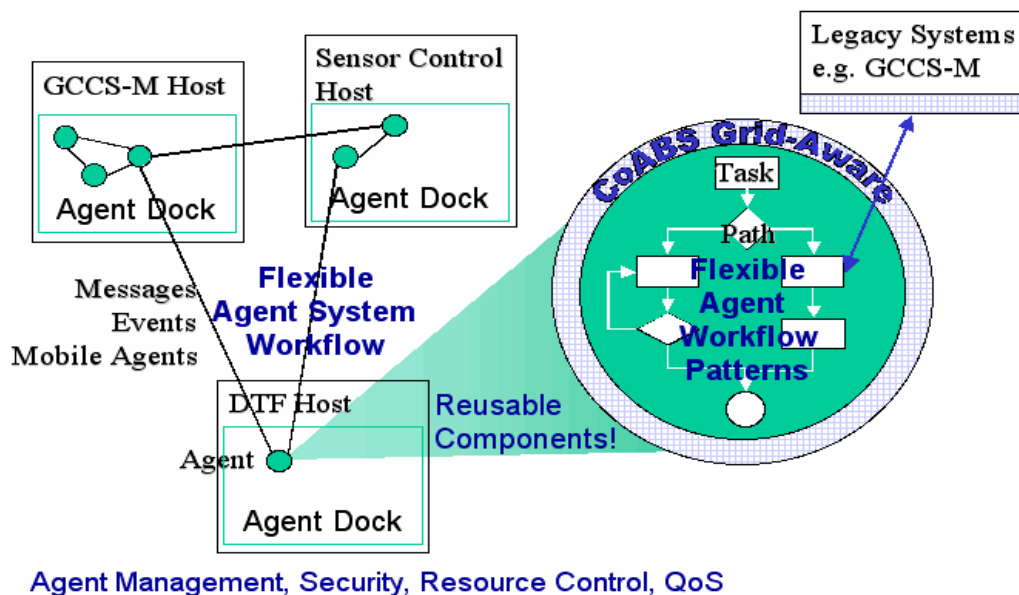 GCCS-M Host
Agent Dock
Sensor Control
Host
Agent Dock
Legacy Systems
e.g. GCCS-M
CoABS Grid-Aware
Task
Path
Flexible
Agent
Workflow
Patterns
Messages
Events
Mobile Agents
Flexible
Agent System
Workflow
DTF Host
Agent
Agent Dock
Reusable
Components!
Agent Management, Security, Resource Control, QoS